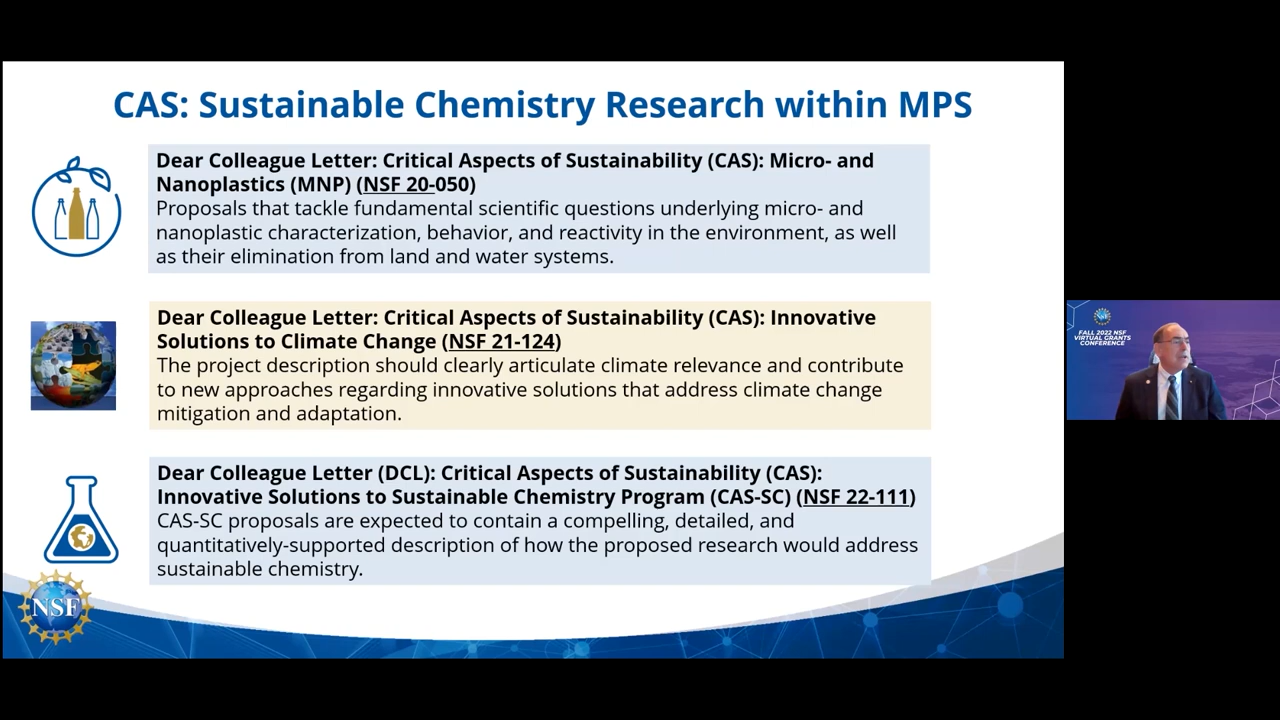 CAS: Sustainable Chemistry Research within MPS
Dear Colleague Letter: Critical Aspects of Sustainability (CAS): Micro- and
Nanoplastics (MNP) (NSF 20-050)
Proposals that tackle fundamental scientific questions underlying micro- and
nanoplastic characterization, behavior, and reactivity in the environment, as well
as their elimination from land and water systems.
Dear Colleague Letter: Critical Aspects of Sustainability (CAS): Innovative
Solutions to Climate Change (NSF 21-124)
The project description should clearly articulate climate relevance and contribute
to new approaches regarding innovative solutions that address climate change
mitigation and adaptation.
Dear Colleague Letter (DCL): Critical Aspects of Sustainability (CAS):
Innovative Solutions to Sustainable Chemistry Program (CAS-SC) (NSF 22-111)
CAS-SC proposals are expected to contain a compelling, detailed, and
quantitatively-supported description of how the proposed research would address
sustainable chemistry.
NSF
FALL 2022 NSF
VIRTUAL GRANTS
CONFERENCE